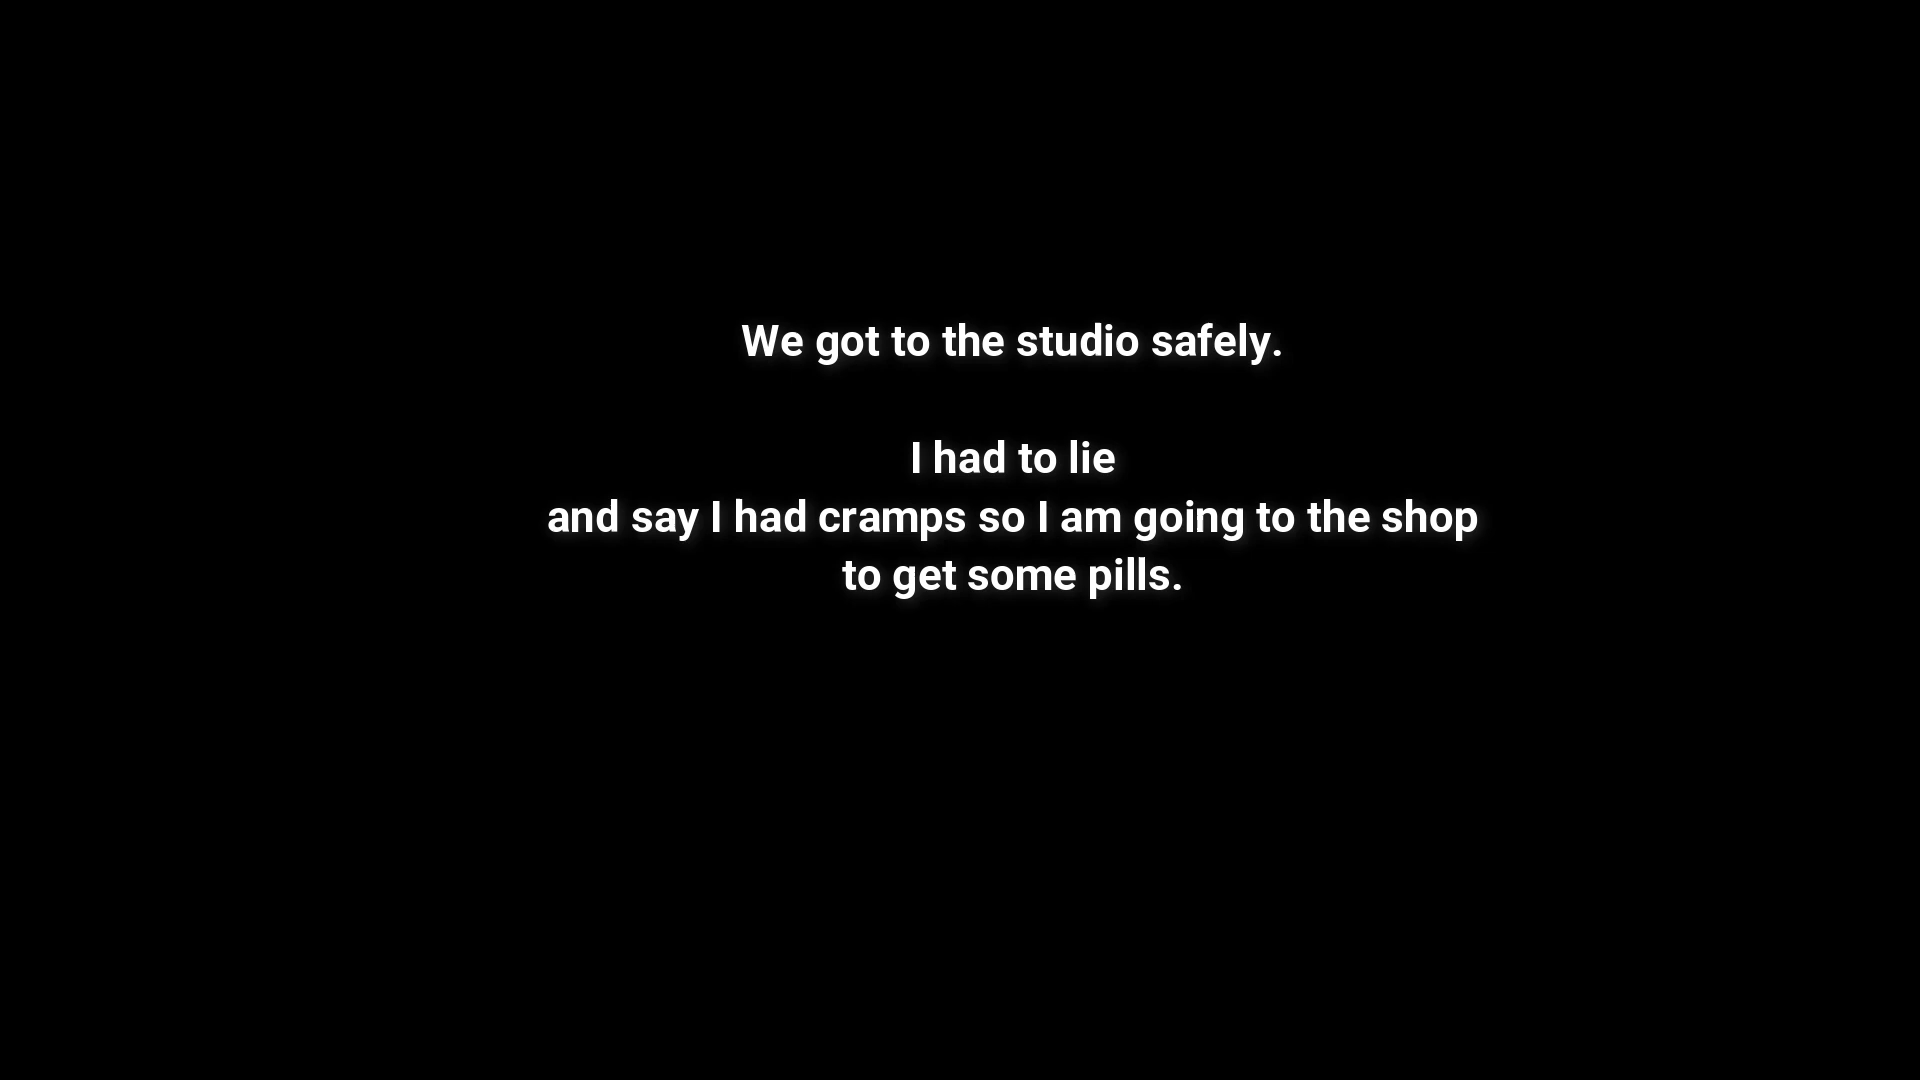 We got to the studio safely.
I had to lie
and say I had cramps so I am going to the shop
to get some pills.